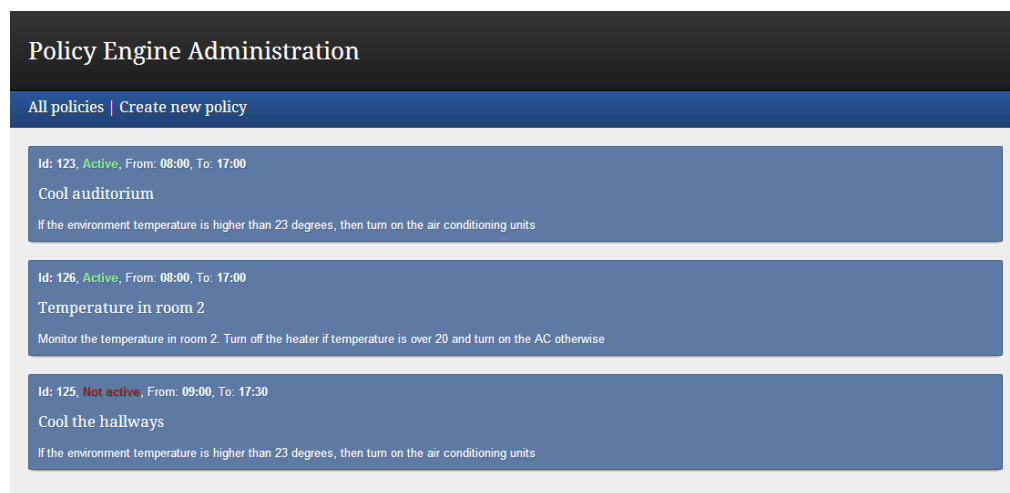 Policy Engine Administration
All policies | Create new policy
Id: 123, Active, From: 08:00, To: 17:00
Cool auditorium
If the environment temperature is higher than 23 degrees, then turn on the air conditioning units
Id: 126, Active, From: 08:00, To: 17:00
Temperature in room 2
Monitor the temperature in room 2. Turn off the heater if temperature is over 20 and turn on the AC otherwise
Id: 125, Not active, From: 09:00, To: 17:30
Cool the hallways
If the environment temperature is higher than 23 degrees, then turn on the air conditioning units